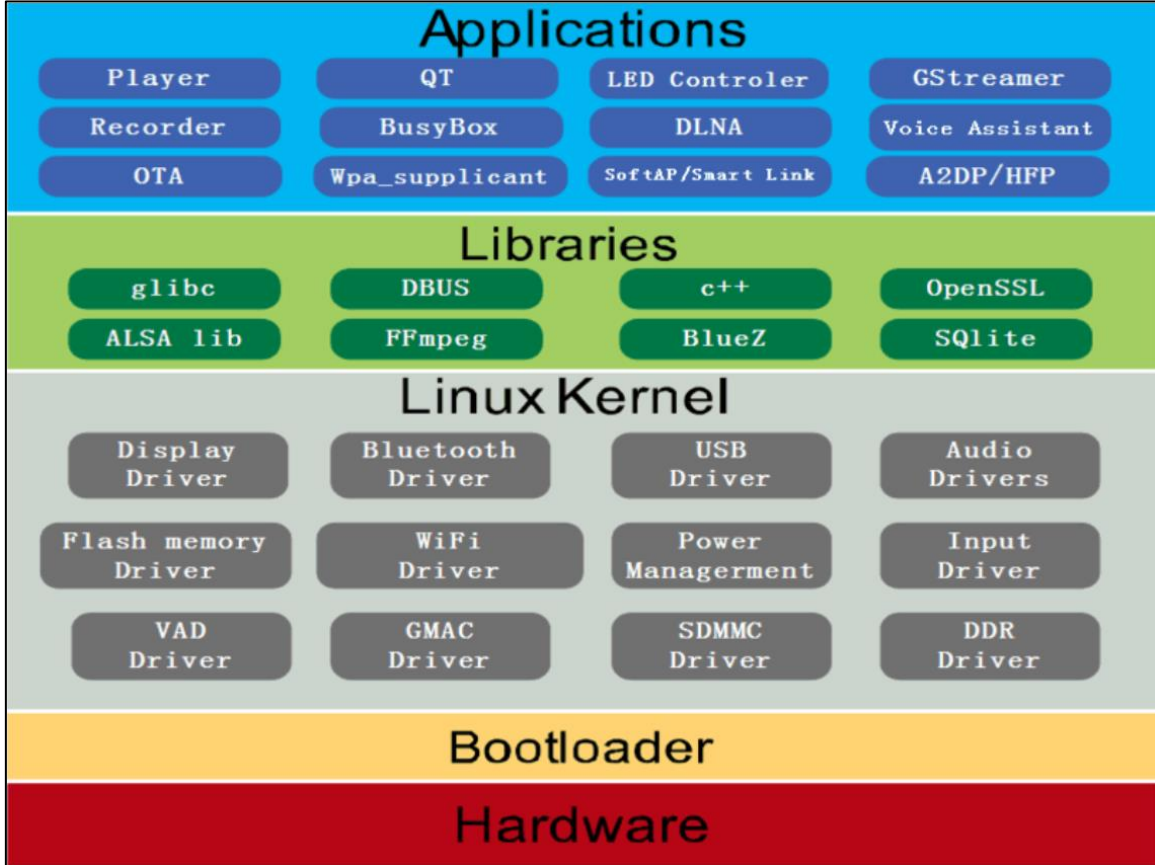 Applications
Player
QT
LED Controler
GStreamer
Recorder
BusyBox
DLNA
Voice Assistant
OTA
Wpa_supplicant
SoftAP/Smart Link
A2DP/HFP
Libraries
glibc
DBUS
c++
OpenSSL
ALSA lib
FFmpeg
BlueZ
SQlite
Linux Kernel
Display
Driver
Bluetooth
Driver
USB
Driver
Audio
Drivers
Flash memory
Driver
WiFi
Driver
Power
Managerment
Input
Driver
VAD
Driver
GMAC
Driver
SDMMC
Driver
DDR
Driver
Bootloader
Hardware